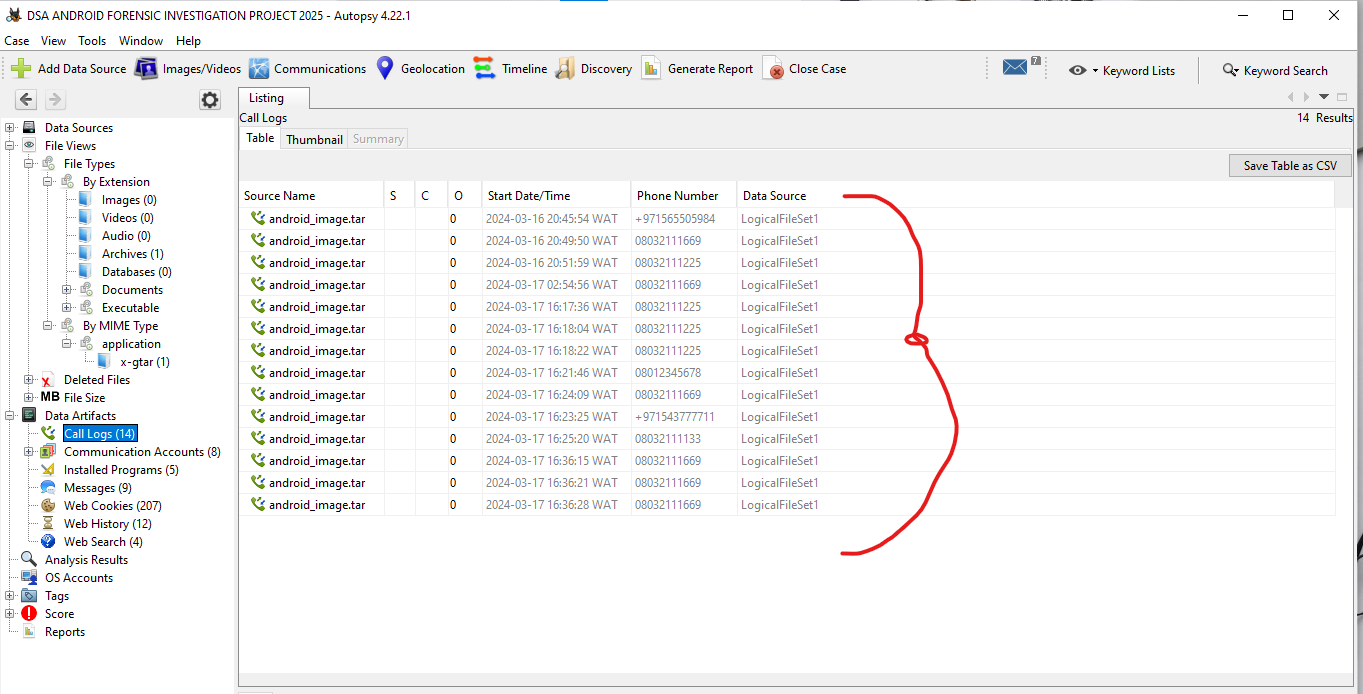 DSA ANDROID FORENSIC INVESTIGATION PROJECT 2025 - Autopsy 4.22.1
Case View Tools Window Help
Add Data Source Images/Videos Communications Geolocation Timeline Discovery Generate Report Close Case 7 Keyword Lists Keyword Search
Listing
Call Logs 14 Results
Table Thumbnail Summary
Save Table as CSV
Data Sources
File Views
File Types
By Extension
Images (0)
Videos (0)
Audio (0)
Archives (1)
Databases (0)
Documents
Executable
By MIME Type
application
x-gtar (1)
Deleted Files
MB File Size
Data Artifacts
Call Logs (14)
Communication Accounts (8)
Installed Programs (5)
Messages (9)
Web Cookies (207)
Web History (12)
Web Search (4)
Analysis Results
OS Accounts
Tags
Score
Reports
Source Name S C O Start Date/Time Phone Number Data Source
android_image.tar 0 2024-03-16 20:45:54 WAT +971565505984 LogicalFileSet1
android_image.tar 0 2024-03-16 20:49:50 WAT 08032111669 LogicalFileSet1
android_image.tar 0 2024-03-16 20:51:59 WAT 08032111225 LogicalFileSet1
android_image.tar 0 2024-03-17 02:54:56 WAT 08032111669 LogicalFileSet1
android_image.tar 0 2024-03-17 16:17:36 WAT 08032111225 LogicalFileSet1
android_image.tar 0 2024-03-17 16:18:04 WAT 08032111225 LogicalFileSet1
android_image.tar 0 2024-03-17 16:18:22 WAT 08032111225 LogicalFileSet1
android_image.tar 0 2024-03-17 16:21:46 WAT 08012345678 LogicalFileSet1
android_image.tar 0 2024-03-17 16:24:09 WAT 08032111669 LogicalFileSet1
android_image.tar 0 2024-03-17 16:23:25 WAT +971543777711 LogicalFileSet1
android_image.tar 0 2024-03-17 16:25:20 WAT 08032111133 LogicalFileSet1
android_image.tar 0 2024-03-17 16:36:15 WAT 08032111669 LogicalFileSet1
android_image.tar 0 2024-03-17 16:36:21 WAT 08032111669 LogicalFileSet1
android_image.tar 0 2024-03-17 16:36:28 WAT 08032111669 LogicalFileSet1